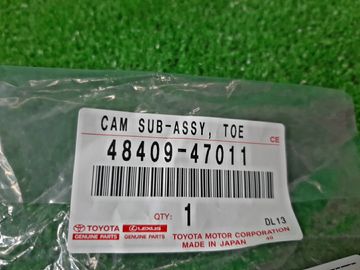 CAM SUB-ASSY, TOE
CE
48409-47011
QTY. : 1
DL13
TOYOTA LEXUS TOYOTA MOTOR CORPORATION
GENUINE PARTS GENUINE PARTS MADE IN JAPAN 49